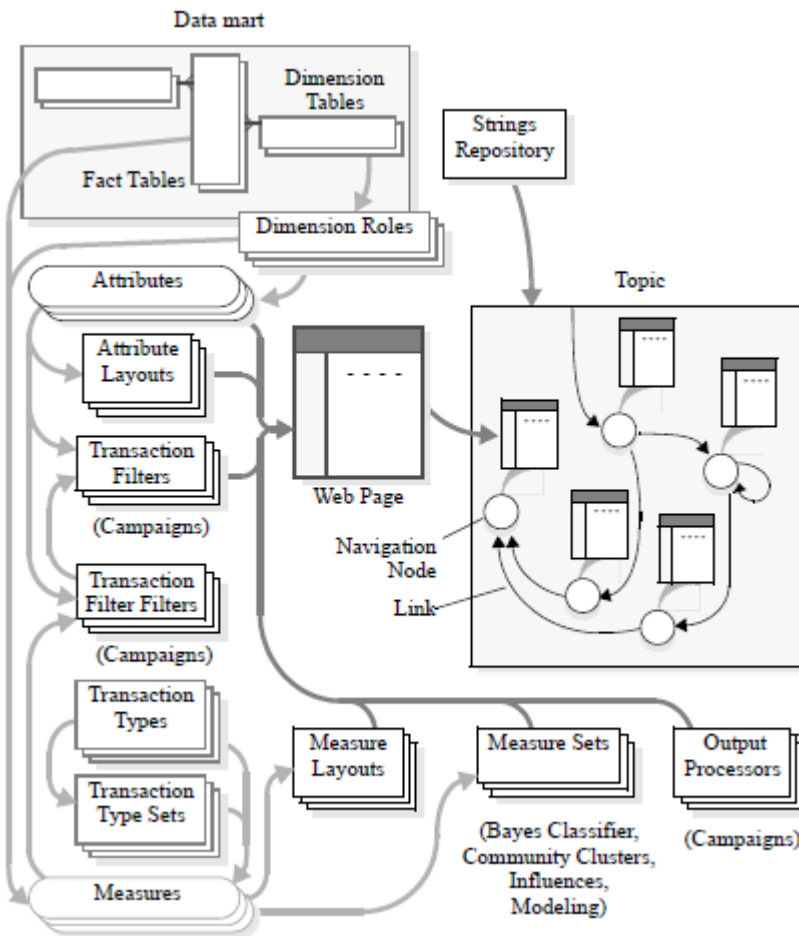 Data mart
Dimension
Tables
Fact Tables
Strings
Repository
Dimension Roles
Attributes
Topic
Attribute
Layouts
- - - -
- - - -
- - - -
- - - -
Transaction
Filters
Web Page
(Campaigns)
- - - -
- - - -
Navigation
Node
Transaction
Filter Filters
Link
(Campaigns)
Transaction
Types
Measure
Layouts
Measure Sets
Output
Processors
Transaction
Type Sets
(Bayes Classifier,
Community Clusters,
Influences,
Modeling)
(Campaigns)
Measures